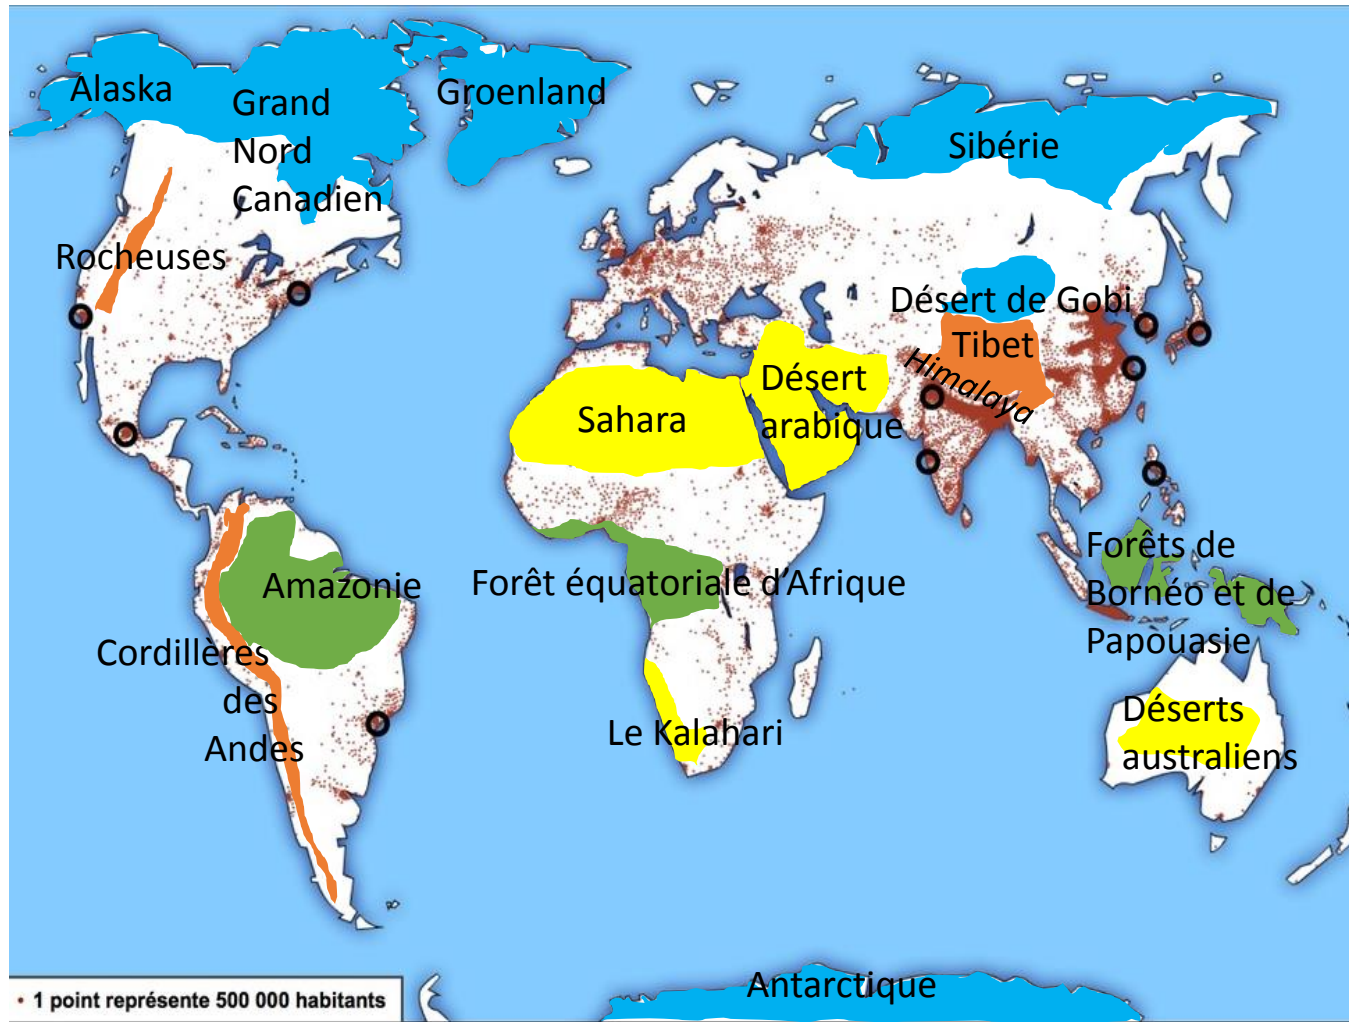 Alaska
Grand
Nord
Canadien
Groenland
Sibérie
Rocheuses
Désert de Gobi
Tibet
Himalaya
Désert
arabique
Sahara
Forêts de
Bornéo et de
Papouasie
Amazonie
Forêt équatoriale d'Afrique
Cordillères
des
Andes
Le Kalahari
Déserts
australiens
Antarctique
• 1 point représente 500 000 habitants